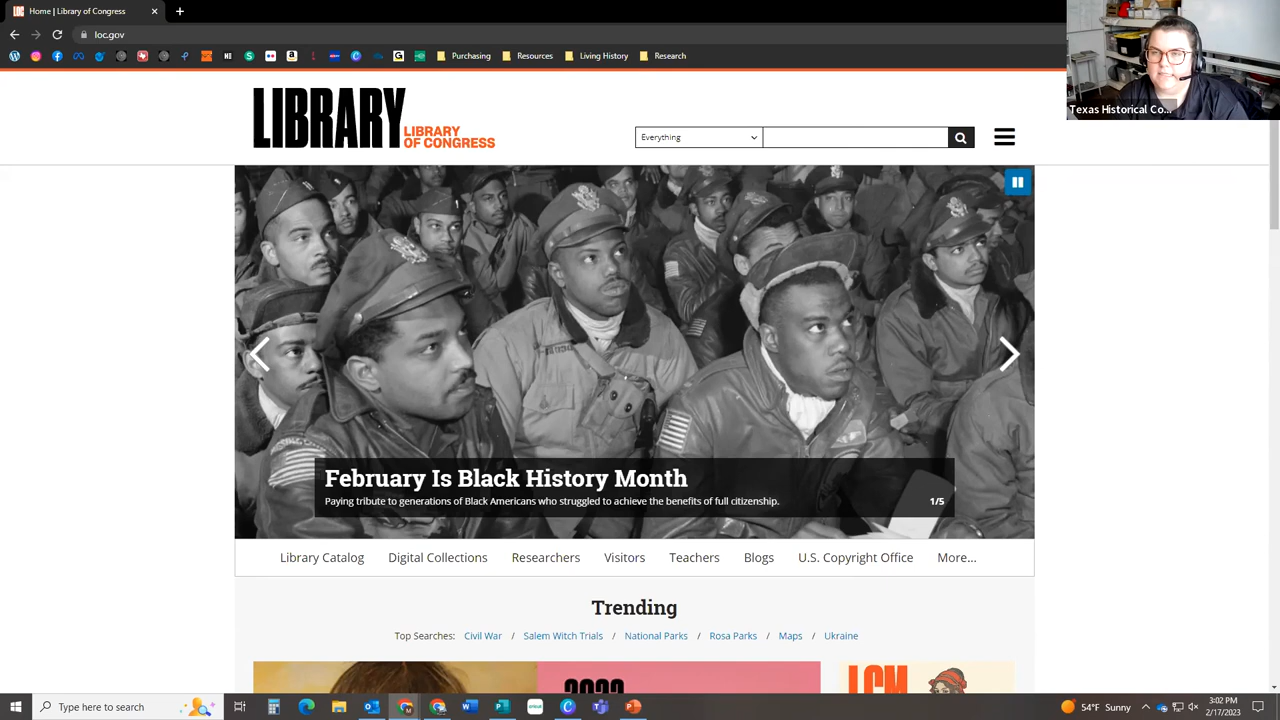 Home | Library of Congress
loc.gov
Purchasing
Resources
Living History
Research
Texas Historical Co...
LIBRARY
LIBRARY
OF CONGRESS
Everything
February Is Black History Month
Paying tribute to generations of Black Americans who struggled to achieve the benefits of full citizenship.
1/5
Library Catalog Digital Collections Researchers Visitors Teachers Blogs U.S. Copyright Office More...
Trending
Top Searches: Civil War / Salem Witch Trials / National Parks / Rosa Parks / Maps / Ukraine
LCM
Type here to search
54°F Sunny
3:02 PM
2/17/2023